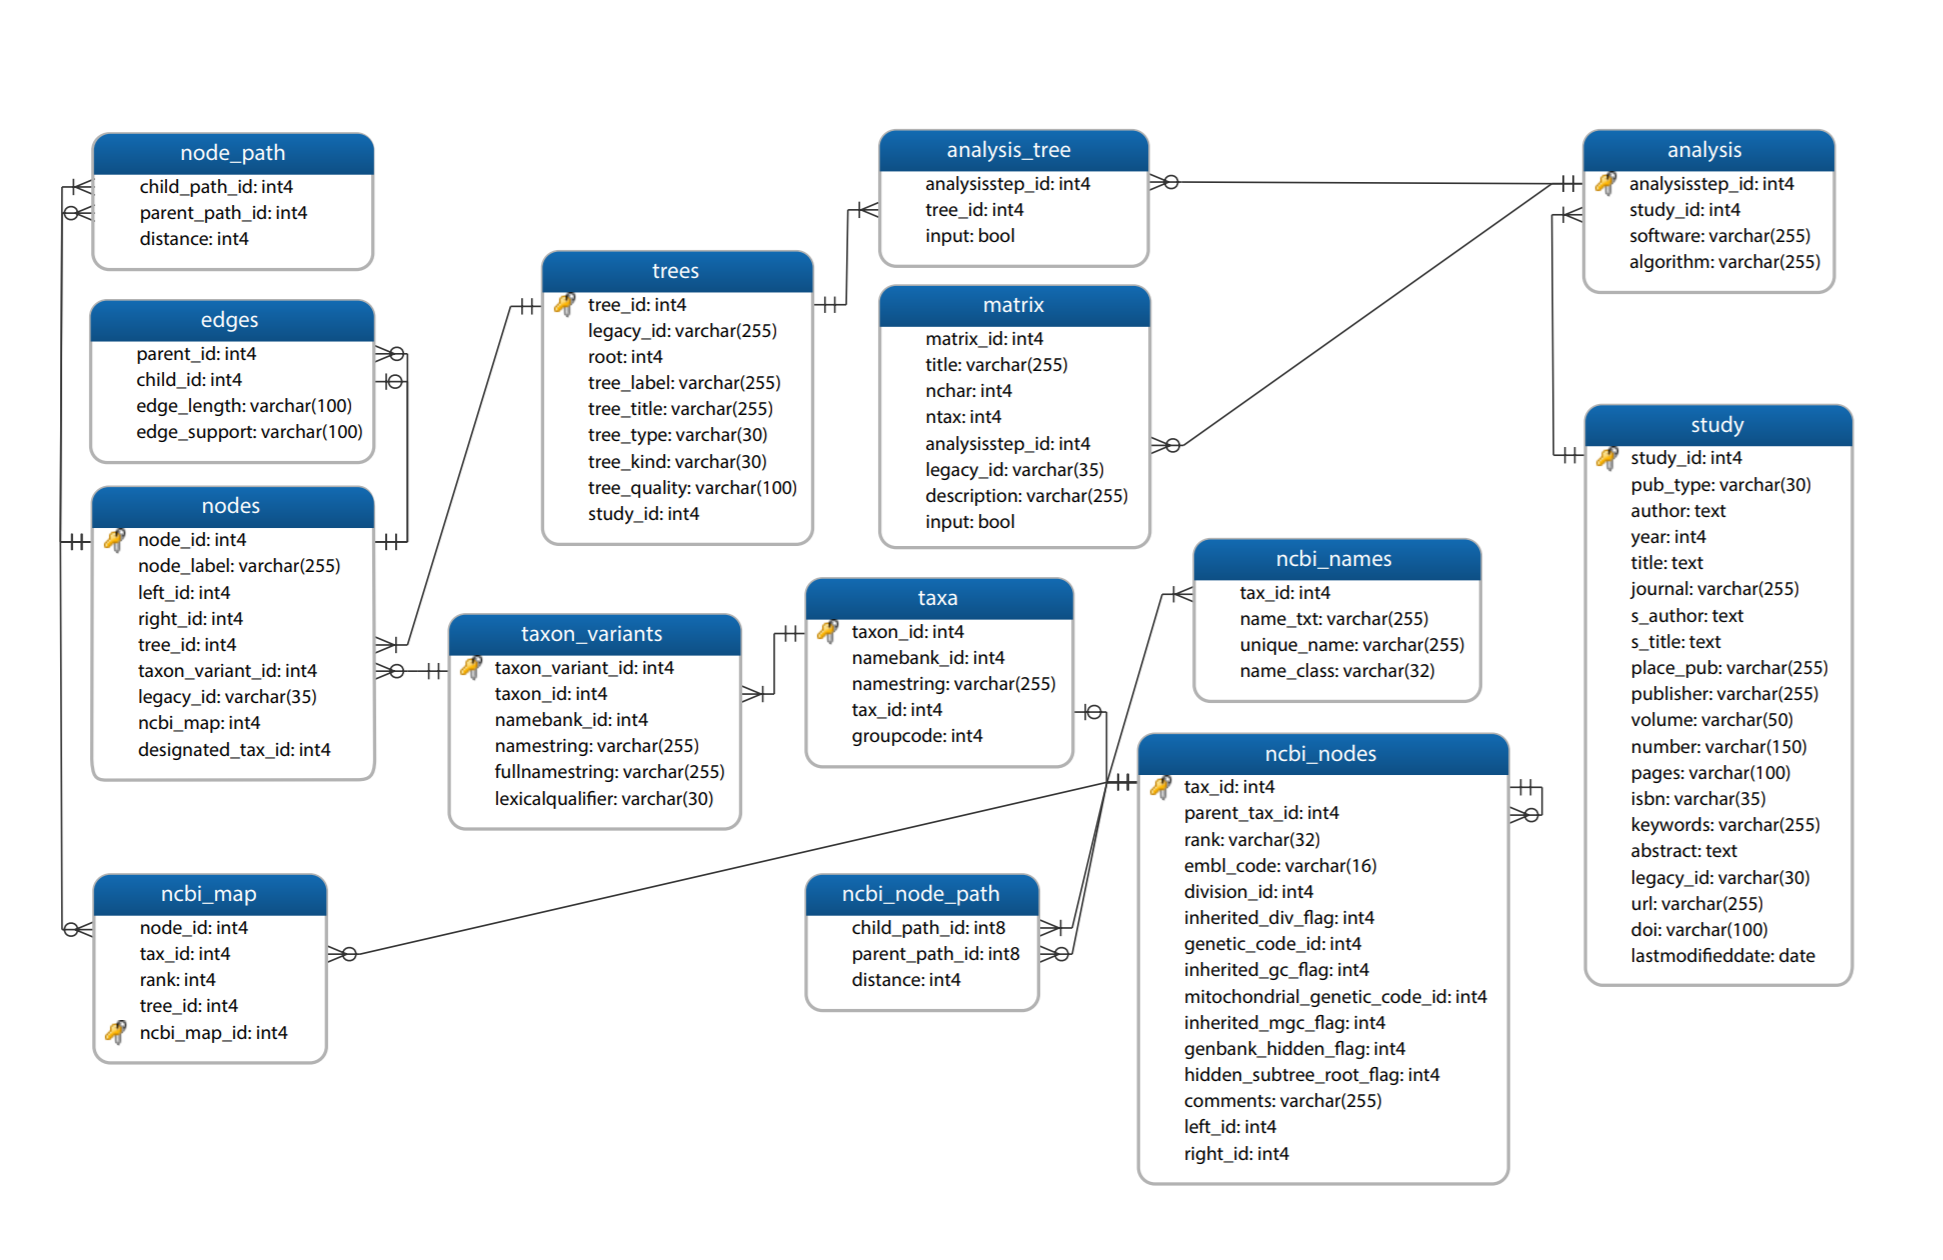 node_path
child_path_id: int4
parent_path_id: int4
distance: int4
edges
parent_id: int4
child_id: int4
edge_length: varchar(100)
edge_support: varchar(100)
nodes
node_id: int4
node_label: varchar(255)
left_id: int4
right_id: int4
tree_id: int4
taxon_variant_id: int4
legacy_id: varchar(35)
ncbi_map: int4
designated_tax_id: int4
ncbi_map
node_id: int4
tax_id: int4
rank: int4
tree_id: int4
ncbi_map_id: int4
trees
tree_id: int4
legacy_id: varchar(255)
root: int4
tree_label: varchar(255)
tree_title: varchar(255)
tree_type: varchar(30)
tree_kind: varchar(30)
tree_quality: varchar(100)
study_id: int4
taxon_variants
taxon_variant_id: int4
taxon_id: int4
namebank_id: int4
namestring: varchar(255)
fullnamestring: varchar(255)
lexicalqualifier: varchar(30)
analysis_tree
analysisstep_id: int4
tree_id: int4
input: bool
matrix
matrix_id: int4
title: varchar(255)
nchar: int4
ntax: int4
analysisstep_id: int4
legacy_id: varchar(35)
description: varchar(255)
input: bool
taxa
taxon_id: int4
namebank_id: int4
namestring: varchar(255)
tax_id: int4
groupcode: int4
ncbi_node_path
child_path_id: int8
parent_path_id: int8
distance: int4
ncbi_names
tax_id: int4
name_txt: varchar(255)
unique_name: varchar(255)
name_class: varchar(32)
ncbi_nodes
tax_id: int4
parent_tax_id: int4
rank: varchar(32)
embl_code: varchar(16)
division_id: int4
inherited_div_flag: int4
genetic_code_id: int4
inherited_gc_flag: int4
mitochondrial_genetic_code_id: int4
inherited_mgc_flag: int4
genbank_hidden_flag: int4
hidden_subtree_root_flag: int4
comments: varchar(255)
left_id: int4
right_id: int4
analysis
analysisstep_id: int4
study_id: int4
software: varchar(255)
algorithm: varchar(255)
study
study_id: int4
pub_type: varchar(30)
author: text
year: int4
title: text
journal: varchar(255)
s_author: text
s_title: text
place_pub: varchar(255)
publisher: varchar(255)
volume: varchar(50)
number: varchar(150)
pages: varchar(100)
isbn: varchar(35)
keywords: varchar(255)
abstract: text
legacy_id: varchar(30)
url: varchar(255)
doi: varchar(100)
lastmodifieddate: date